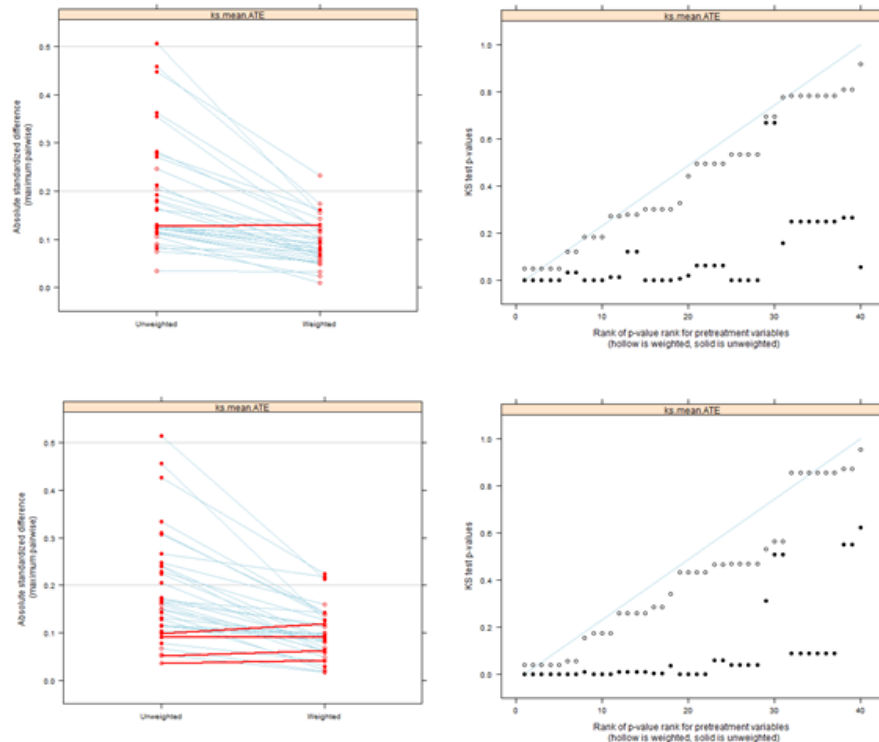 ks.mean.ATE
Absolute standardized difference
(maximum pairwise)
0.5
0.4
0.3
0.2
0.1
0.0
Unweighted
Weighted
ks.mean.ATE
KS test p-values
1.0
0.8
0.6
0.4
0.2
0.0
0
10
20
30
40
Rank of p-value rank for pretreatment variables
(hollow is weighted, solid is unweighted)
ks.mean.ATE
Absolute standardized difference
(maximum pairwise)
0.5
0.4
0.3
0.2
0.1
0.0
Unweighted
Weighted
ks.mean.ATE
KS test p-values
1.0
0.8
0.6
0.4
0.2
0.0
0
10
20
30
40
Rank of p-value rank for pretreatment variables
(hollow is weighted, solid is unweighted)